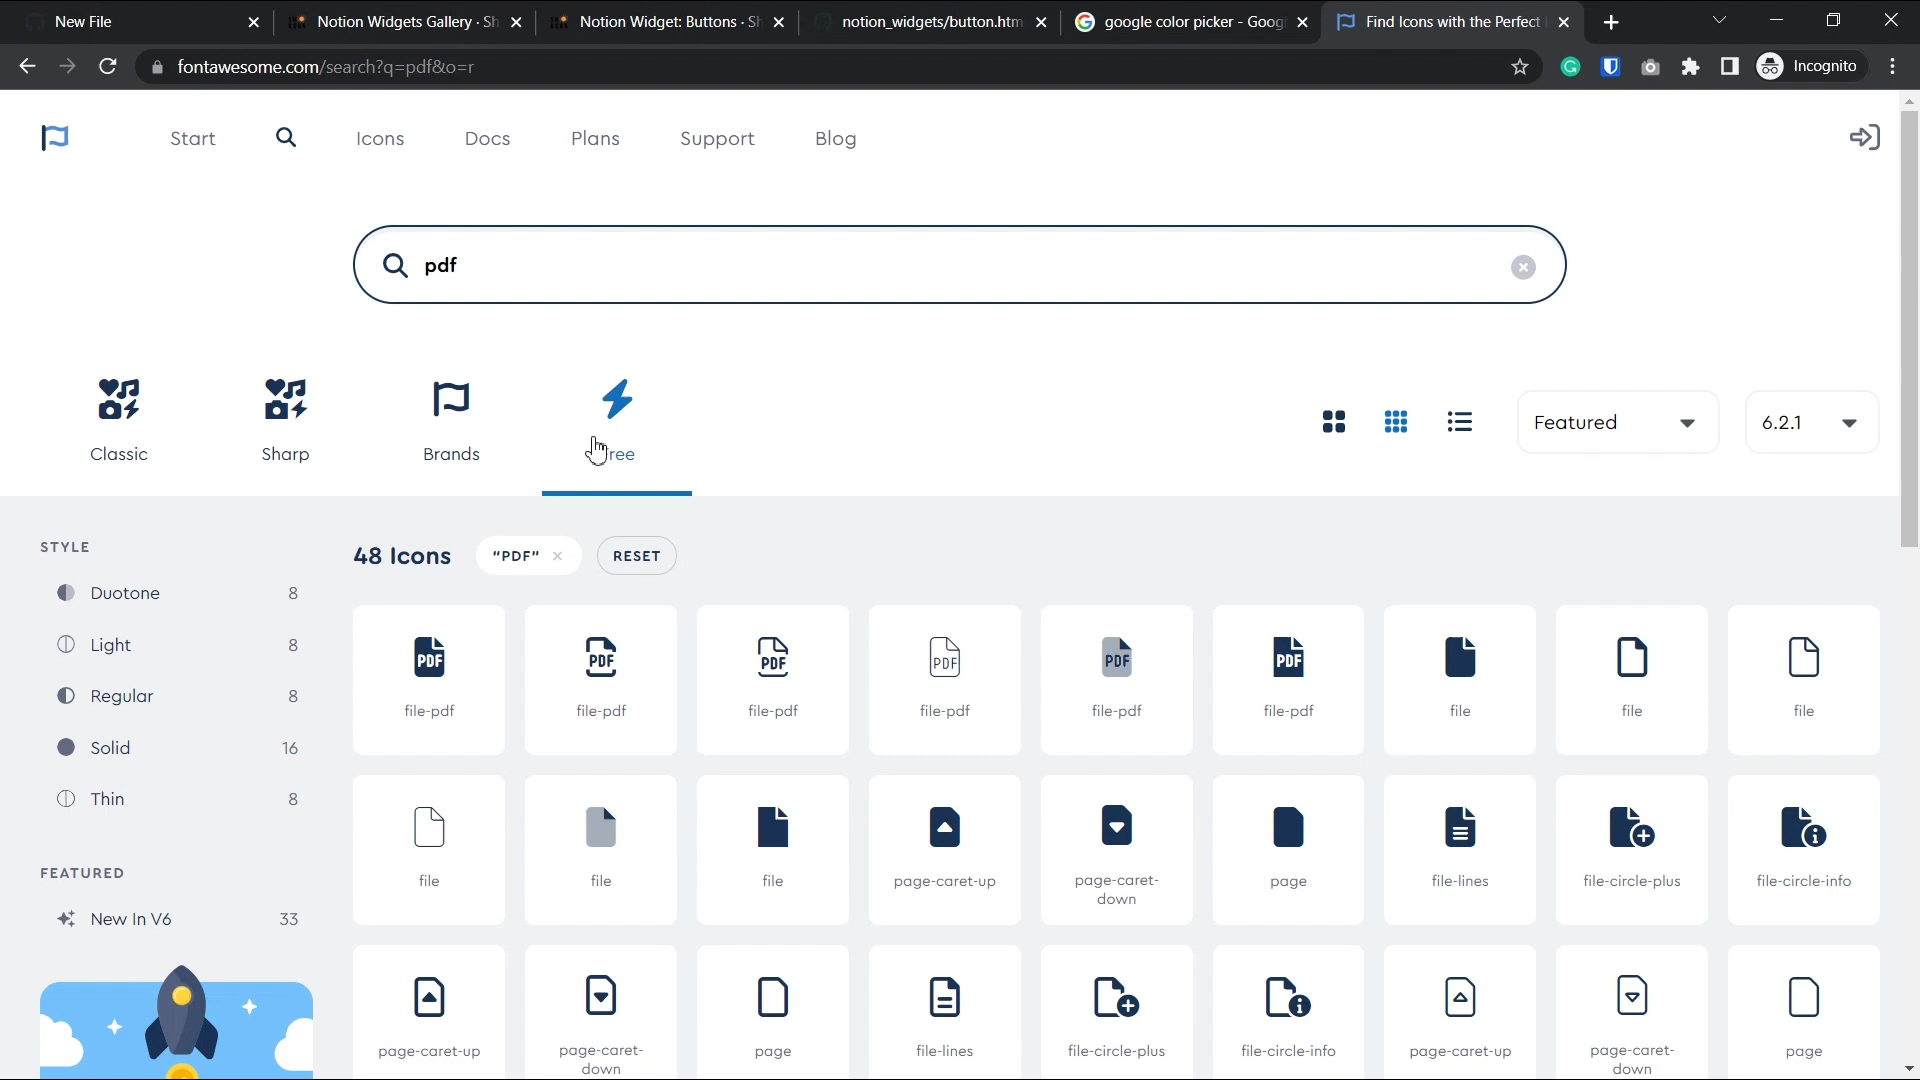 New File
Notion Widgets Gallery · Sh
Notion Widget: Buttons · Sh
notion_widgets/button.htm
google color picker - Goog
Find Icons with the Perfect
fontawesome.com/search?q=pdf&o=r
Incognito
Start
Icons
Docs
Plans
Support
Blog
pdf
Classic
Sharp
Brands
ree
Featured
6.2.1
STYLE
Duotone 8
Light 8
Regular 8
Solid 16
Thin 8
FEATURED
New In V6 33
48 Icons
"PDF"
RESET
PDF PDF PDF PDF PDF PDF
file-pdf file-pdf file-pdf file-pdf file-pdf file-pdf file file file
file file file page-caret-up page-caret- page file-lines file-circle-plus file-circle-info
down
page-caret-up page-caret- page file-lines file-circle-plus file-circle-info page-caret-up page-caret- page
down down